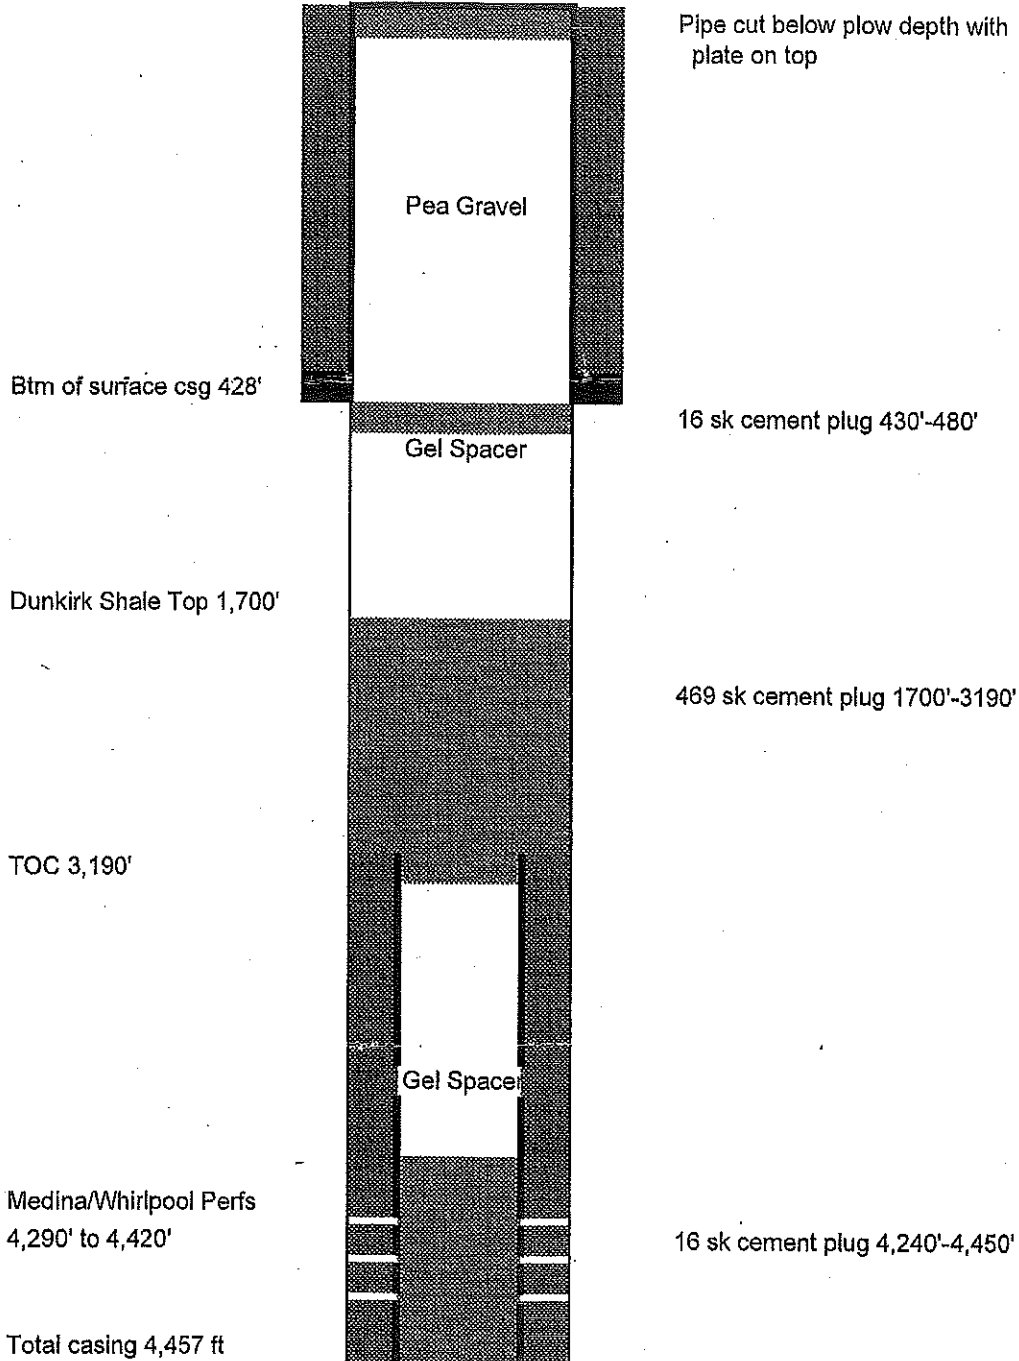 Pipe cut below plow depth with
plate on top
Pea Gravel
Btm of surface csg 428'
16 sk cement plug 430'-480'
Gel Spacer
Dunkirk Shale Top 1,700'
469 sk cement plug 1700'-3190'
TOC 3,190'
Gel Spacer
Medina/Whirlpool Perfs
4,290' to 4,420'
16 sk cement plug 4,240'-4,450'
Total casing 4,457 ft